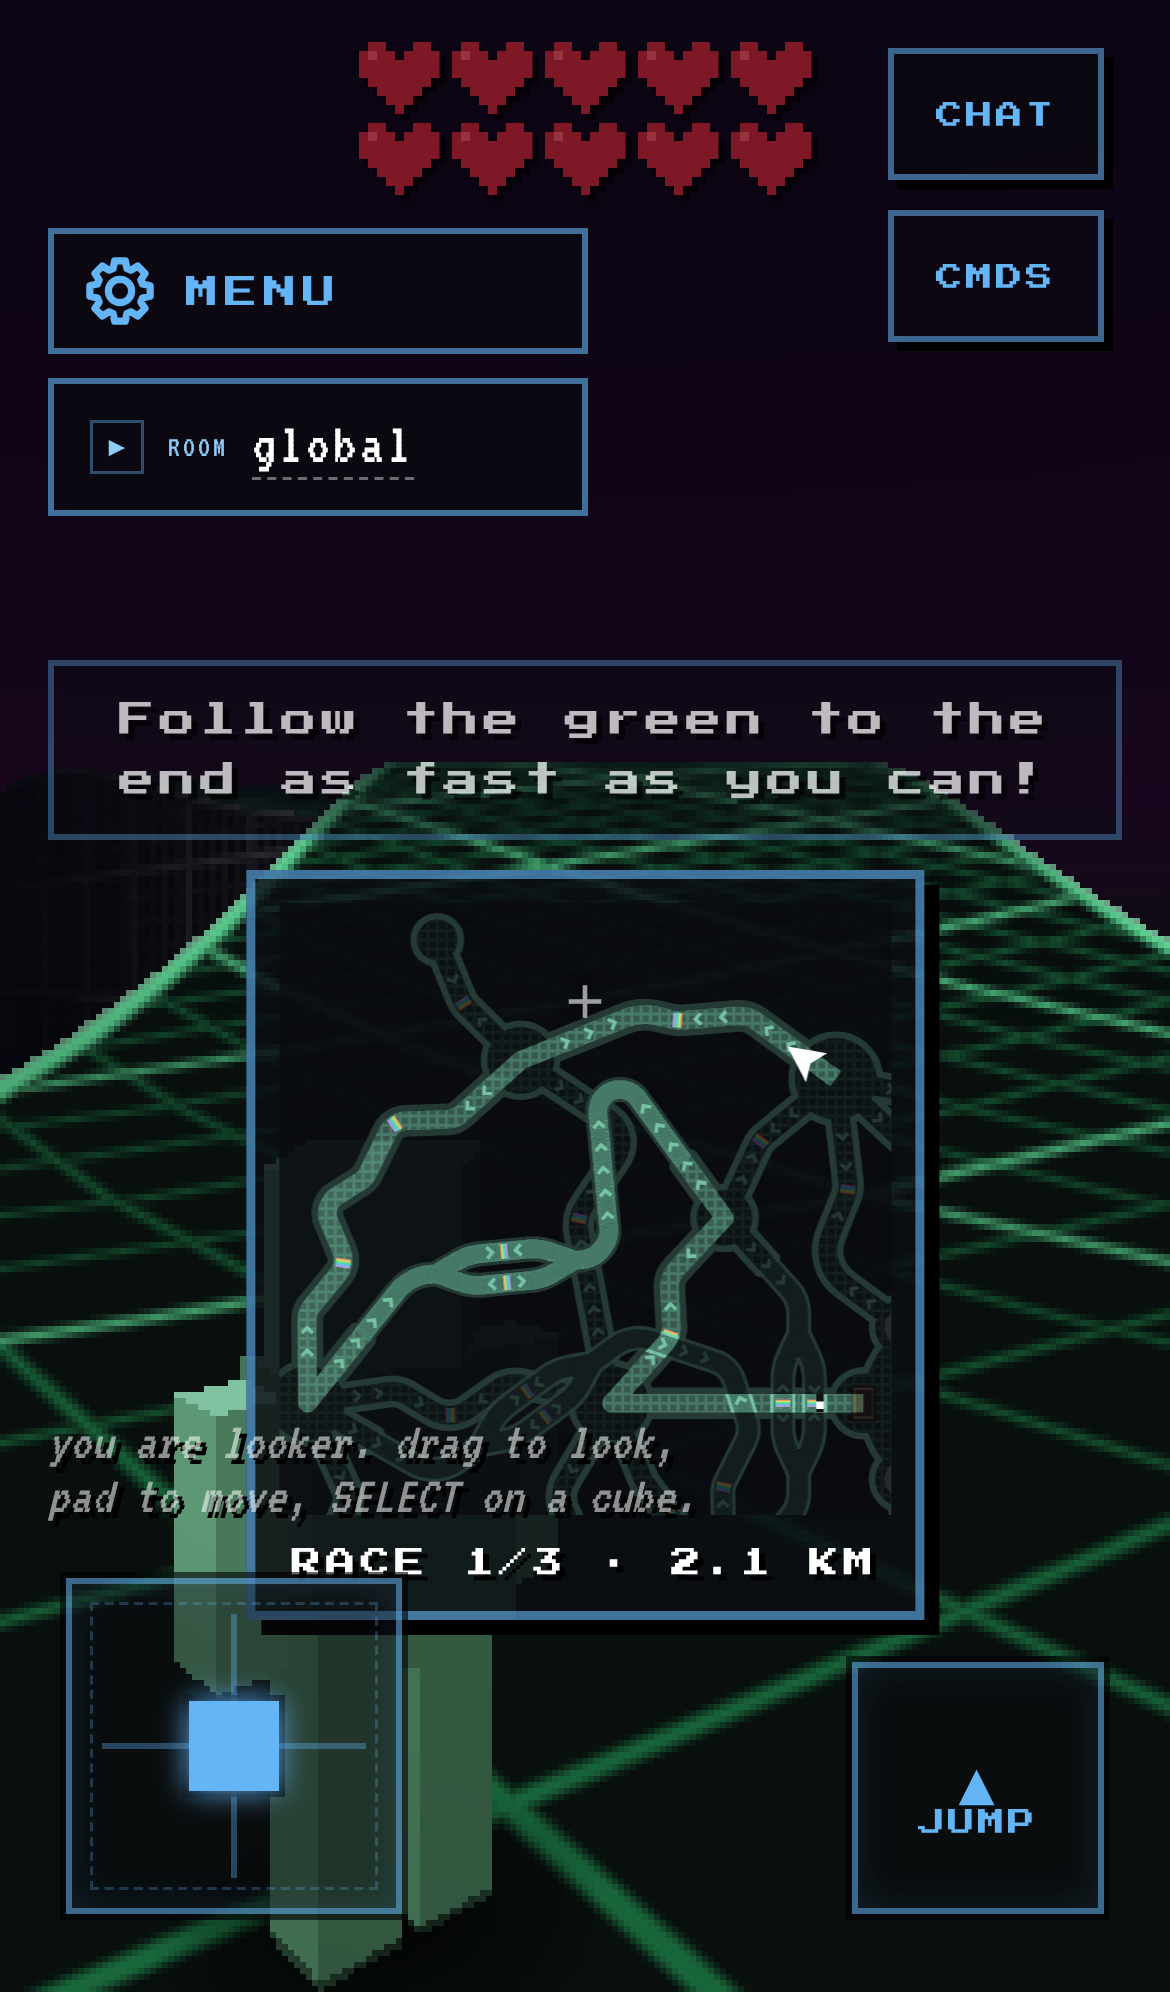 CHAT
CMDS
MENU
ROOM global
Follow the green to the
end as fast as you can!
you are looker. drag to look,
pad to move, SELECT on a cube.
RACE 1/3 · 2.1 KM
JUMP